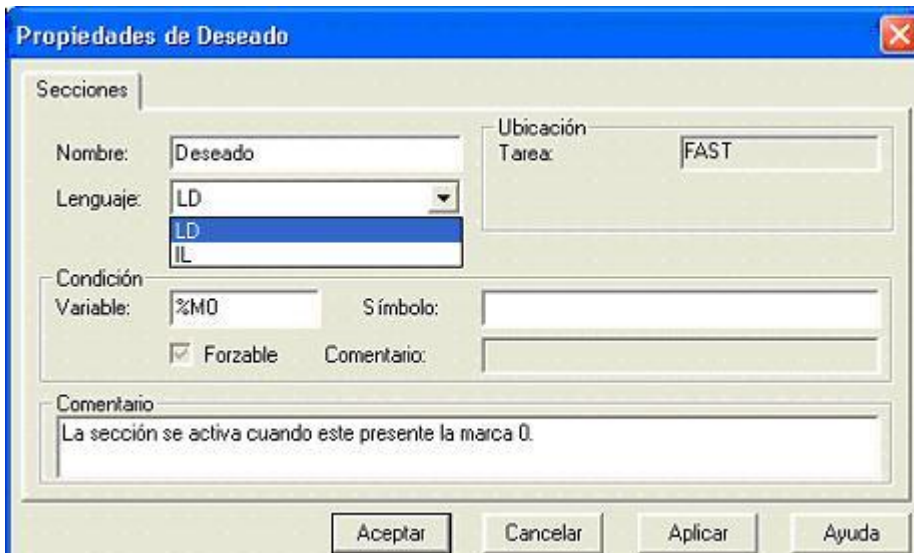 Propiedades de Deseado
Secciones
Nombre: Deseado
Ubicación
Tarea: FAST
Lenguaje: LD
LD
IL
Condición
Variable: %M0 Símbolo:
Forzable Comentario:
Comentario
La sección se activa cuando este presente la marca 0.
Aceptar Cancelar Aplicar Ayuda